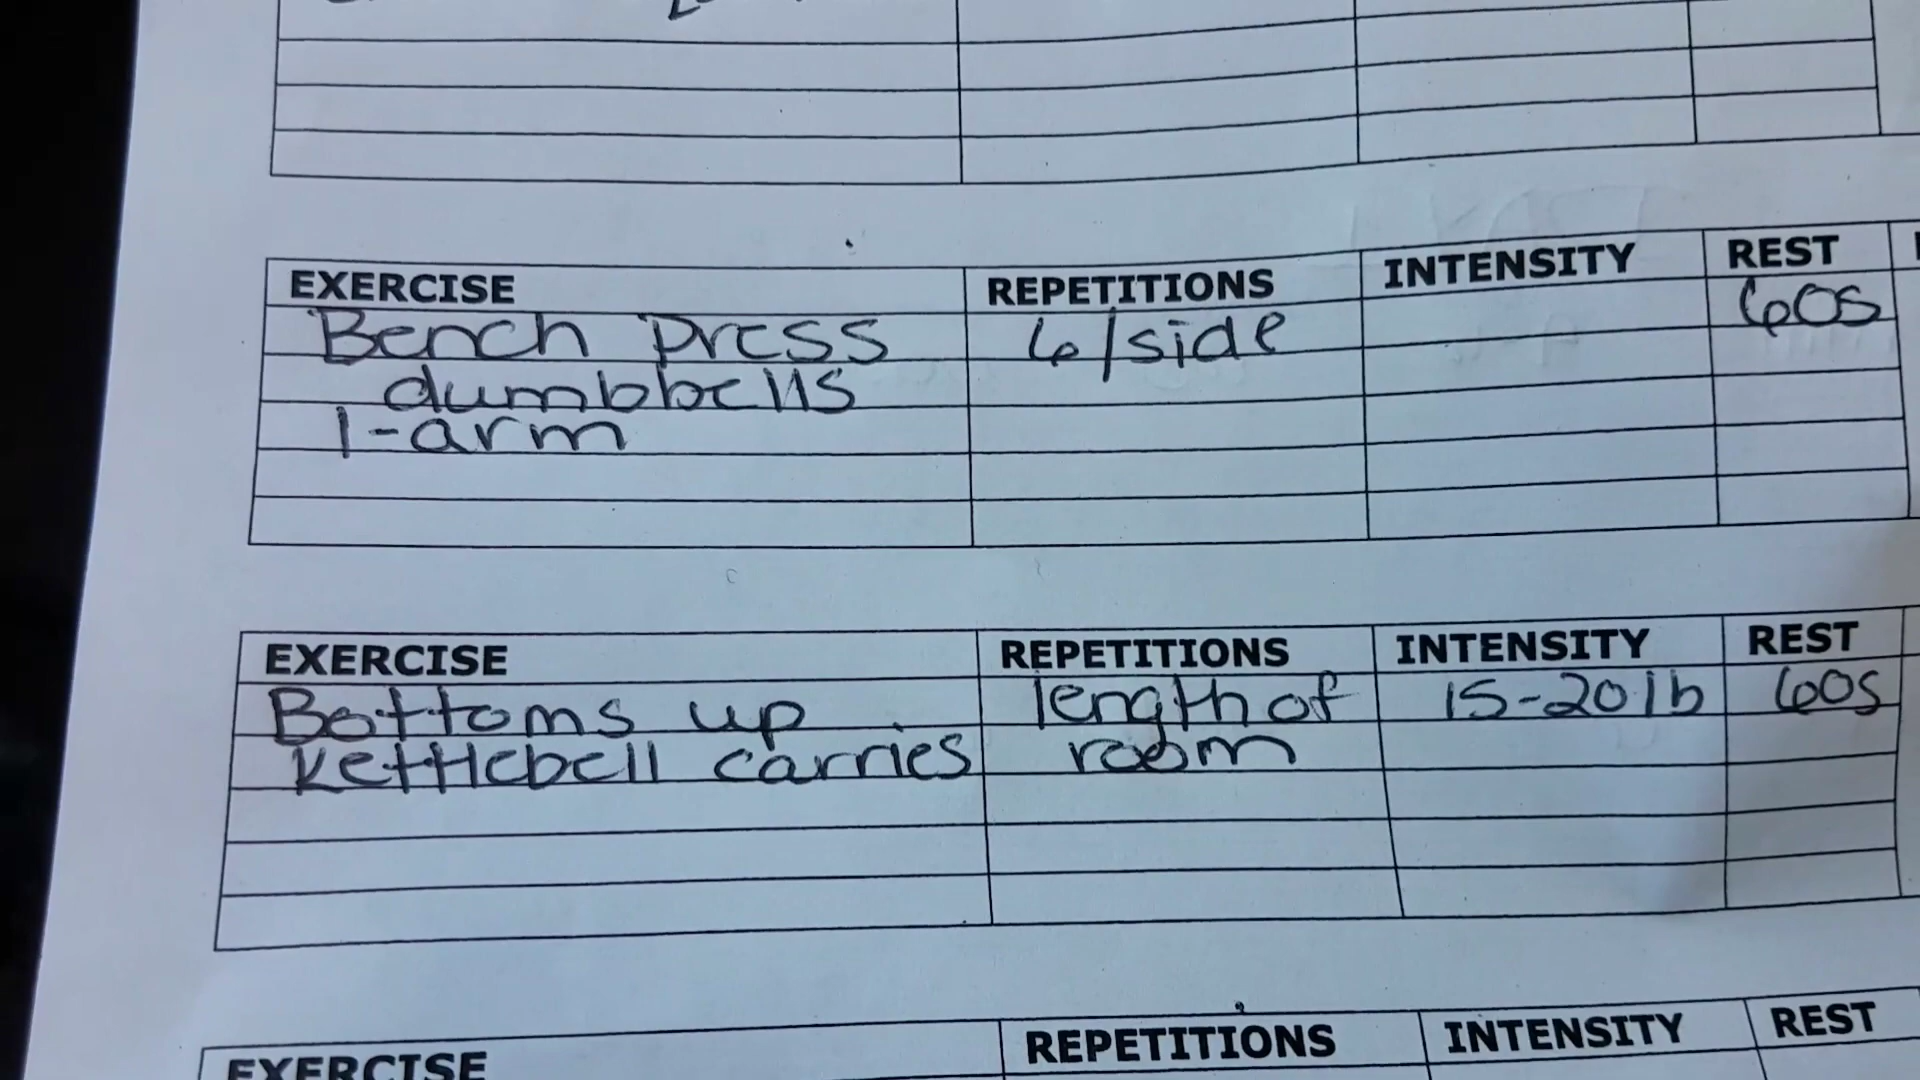 EXERCISE REPETITIONS INTENSITY REST
Bench Press 6/side 60s
dumbbells
1-arm
EXERCISE REPETITIONS INTENSITY REST
Bottoms up length of 15-20lb 60s
kettlebell carries room
EXERCISE REPETITIONS INTENSITY REST